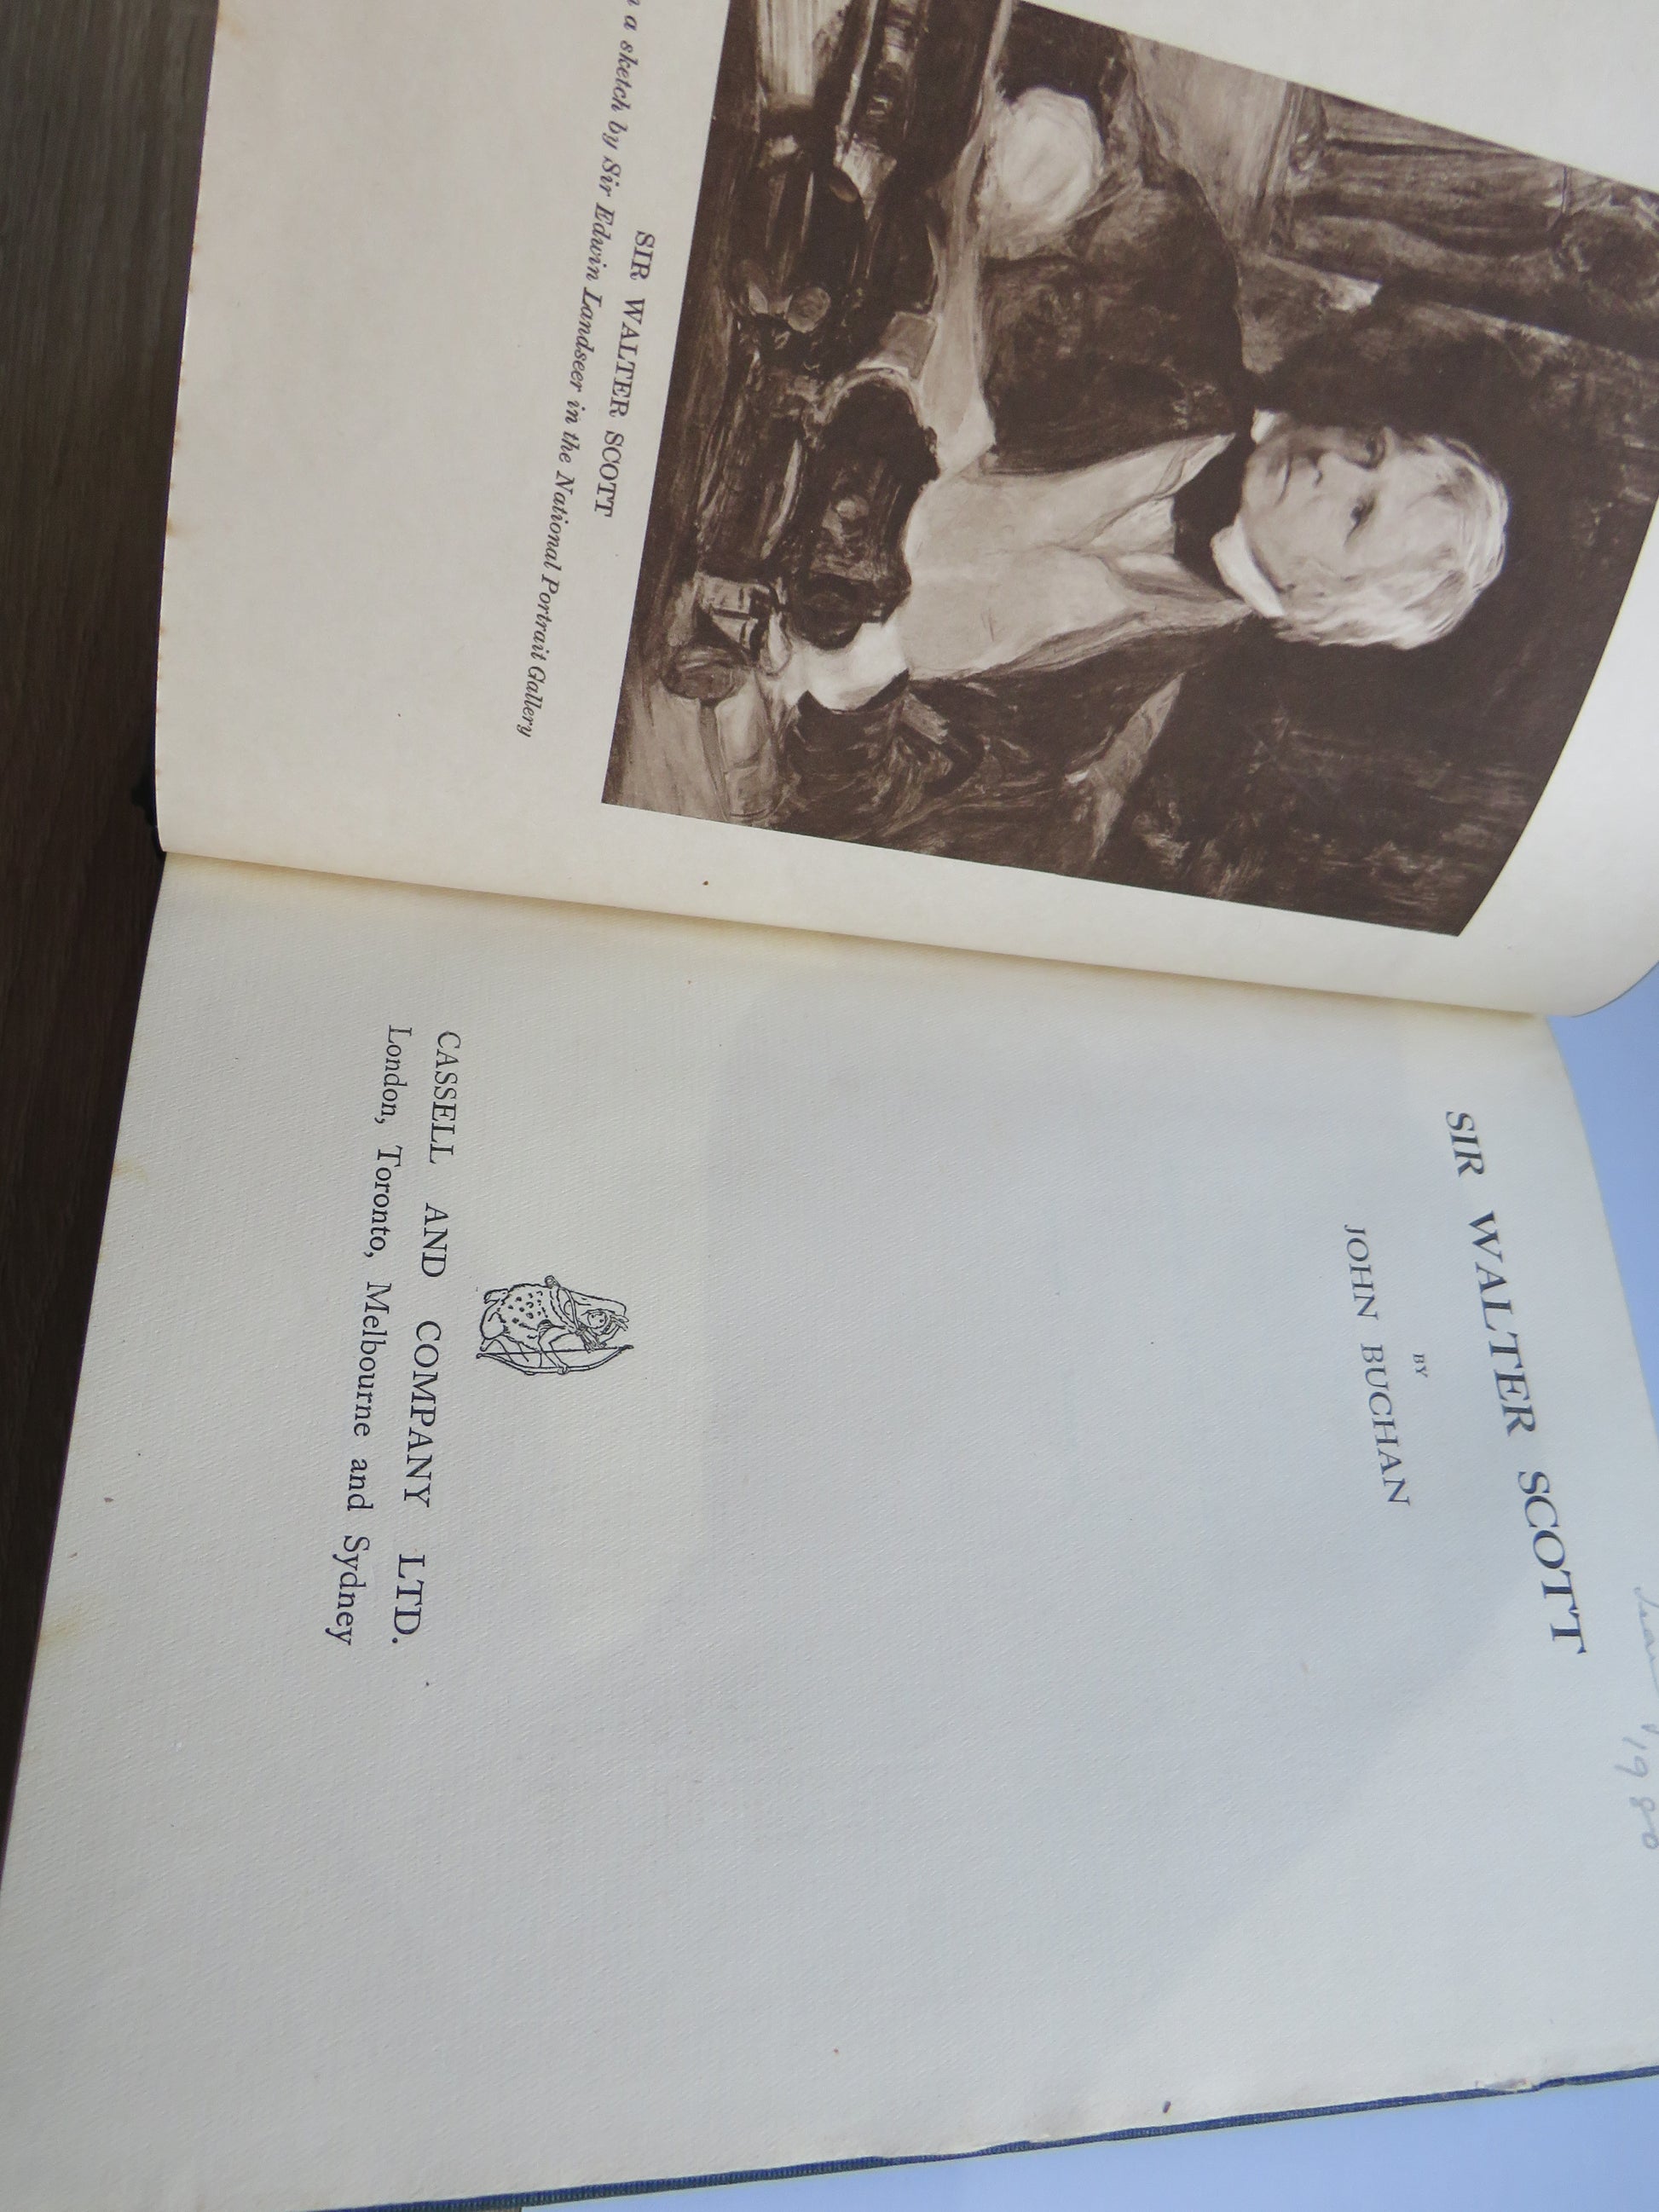 SIR WALTER SCOTT
a sketch by Sir Edwin Landseer in the National Portrait Gallery
1980
SIR WALTER SCOTT
BY
JOHN BUCHAN
CASSELL AND COMPANY LTD.
London, Toronto, Melbourne and Sydney